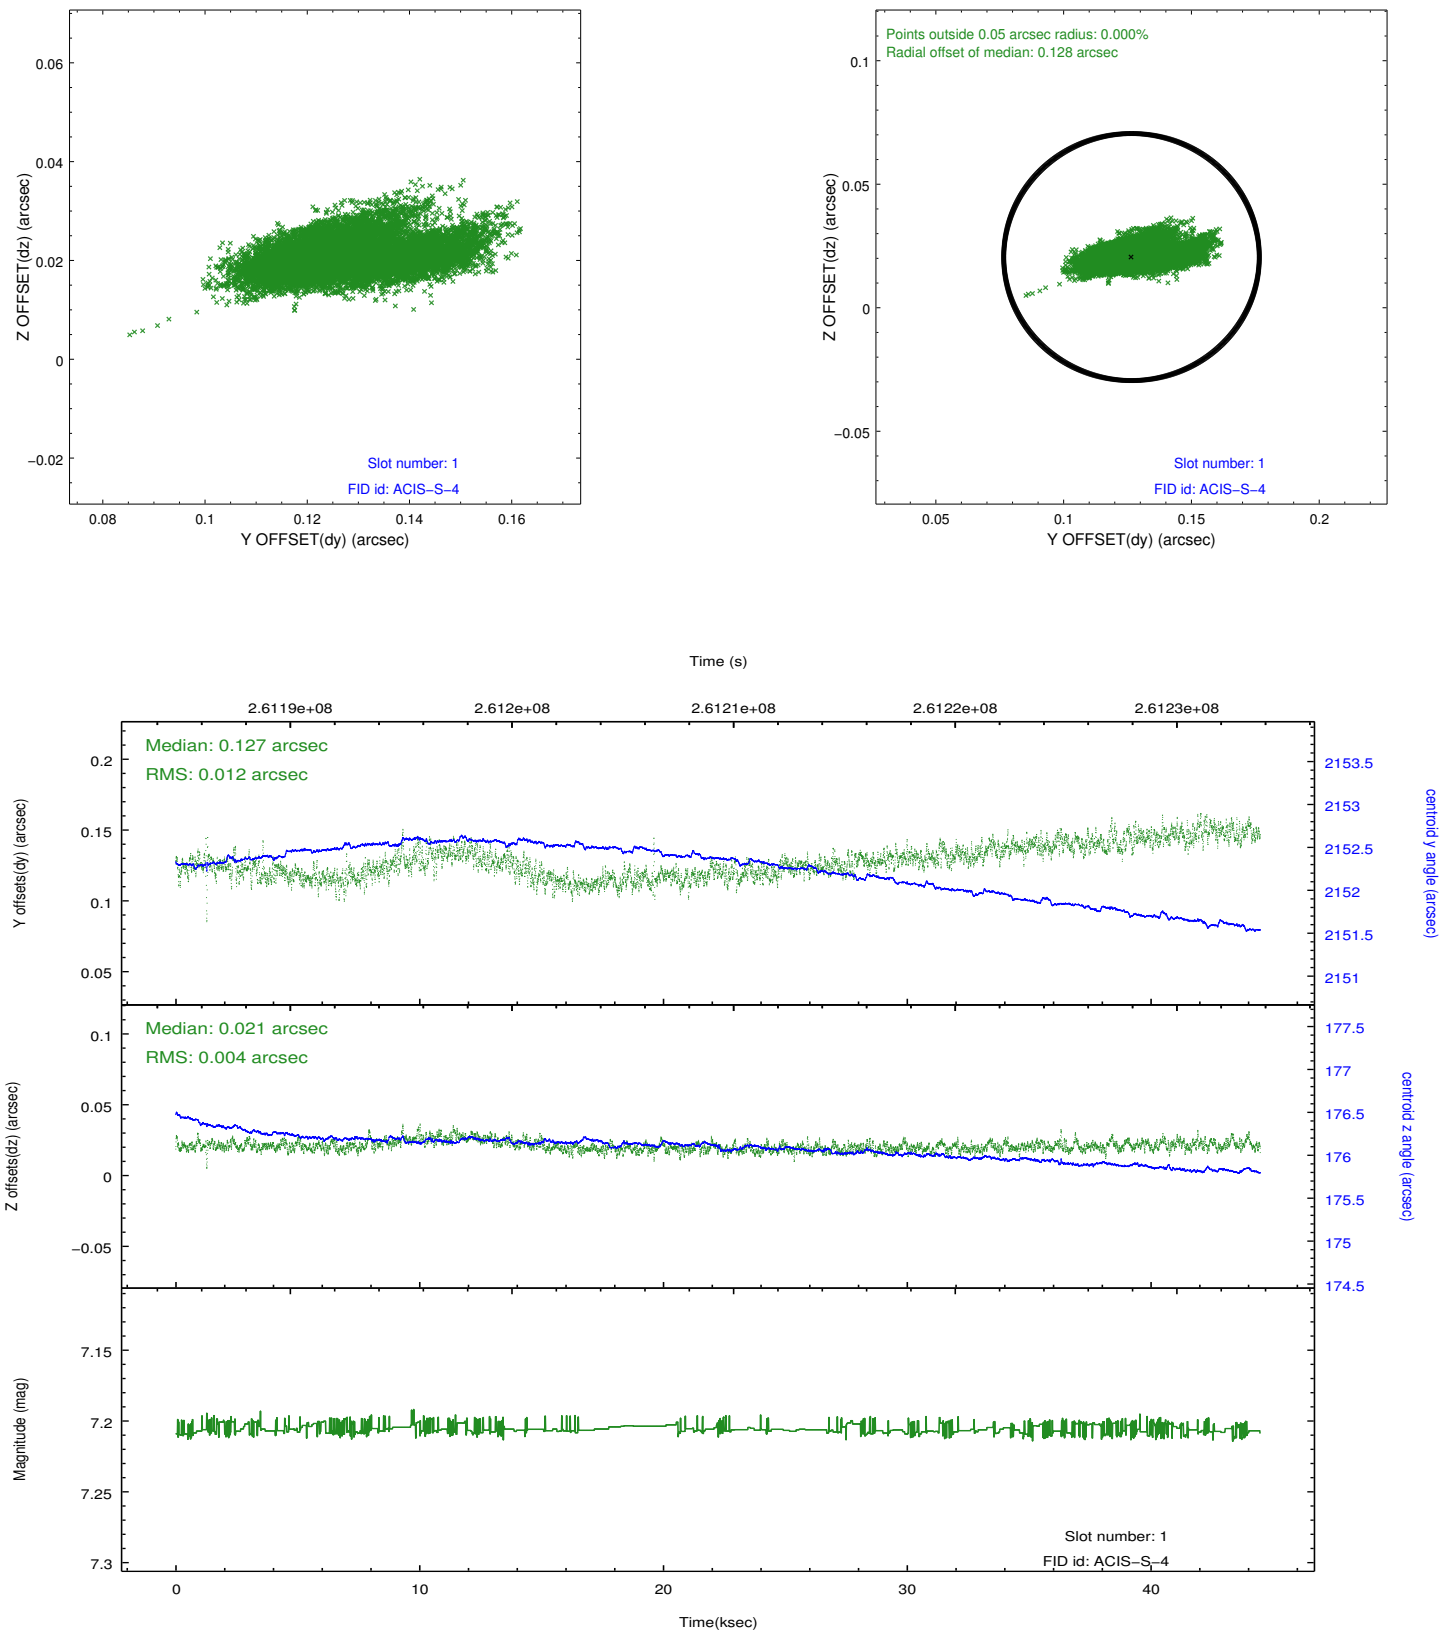 Points outside 0.05 arcsec radius: 0.000%
Radial offset of median: 0.128 arcsec
0.06
0.04
0.02
0
−0.02
Z OFFSET(dz) (arcsec)
Slot number: 1
FID id: ACIS−S−4
0.08 0.1 0.12 0.14 0.16
Y OFFSET(dy) (arcsec)
0.1
0.05
0
−0.05
Z OFFSET(dz) (arcsec)
Slot number: 1
FID id: ACIS−S−4
0.05 0.1 0.15 0.2
Y OFFSET(dy) (arcsec)
Time (s)
2.6119e+08 2.612e+08 2.6121e+08 2.6122e+08 2.6123e+08
Median: 0.127 arcsec
RMS: 0.012 arcsec
0.2
0.15
0.1
0.05
Y offsets(dy) (arcsec)
2153.5
2153
2152.5
2152
2151.5
2151
centroid y angle (arcsec)
Median: 0.021 arcsec
RMS: 0.004 arcsec
0.1
0.05
0
−0.05
Z offsets(dz) (arcsec)
177.5
177
176.5
176
175.5
175
174.5
centroid z angle (arcsec)
7.15
7.2
7.25
7.3
Magnitude (mag)
Slot number: 1
FID id: ACIS−S−4
0 10 20 30 40
Time(ksec)